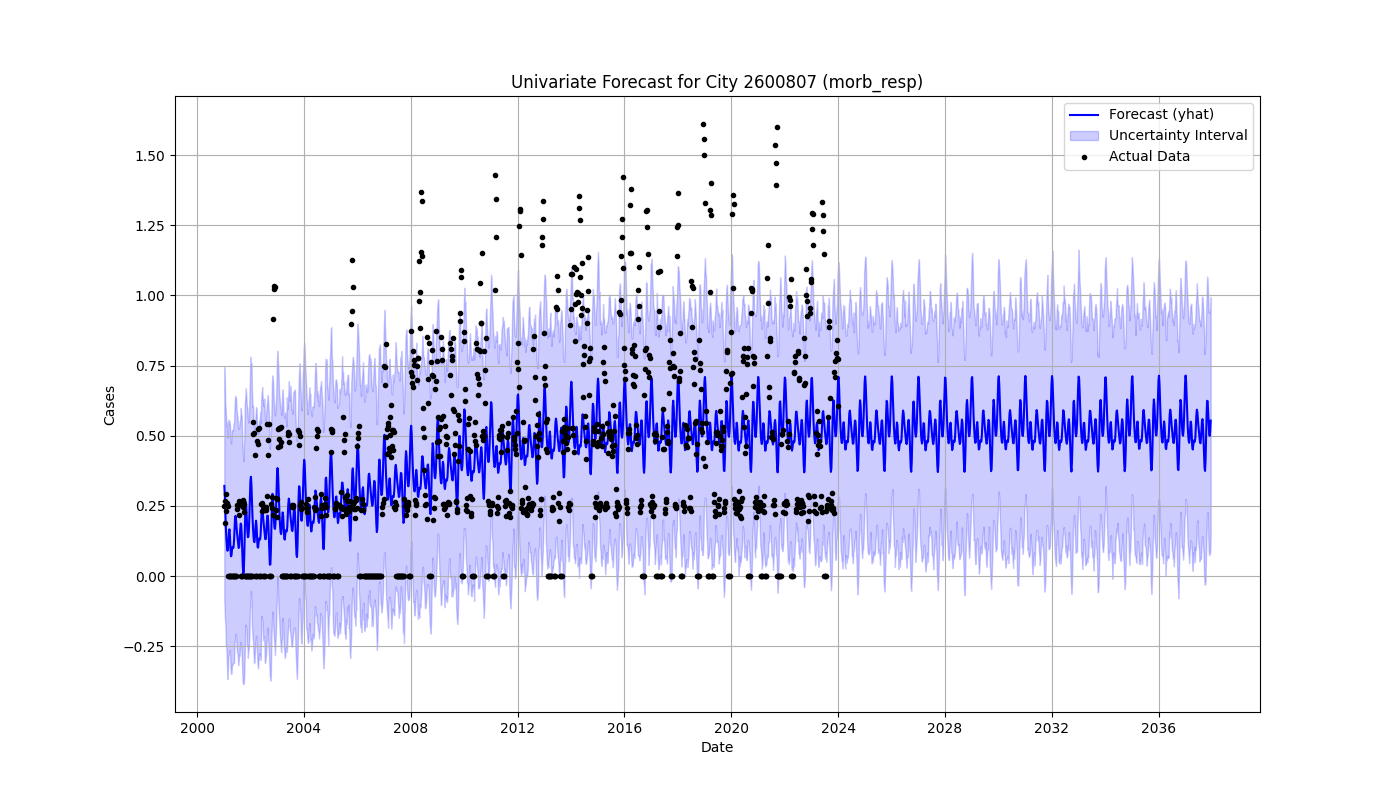 Univariate Forecast for City 2600807 (morb_resp)
Forecast (yhat)
Uncertainty Interval
Actual Data
Cases
1.50
1.25
1.00
0.75
0.50
0.25
0.00
−0.25
2000 2004 2008 2012 2016 2020 2024 2028 2032 2036
Date